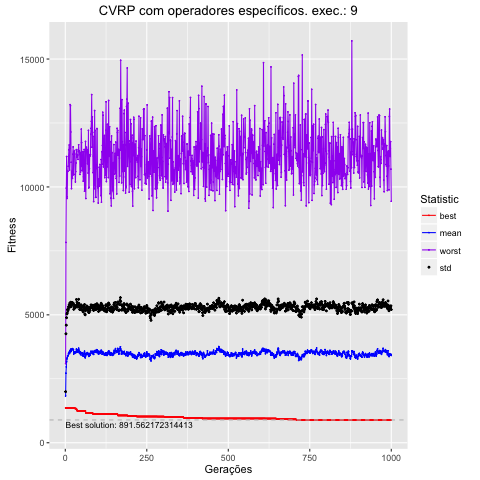 CVRP com operadores específicos. exec.: 9
Fitness
15000
10000
5000
0
Best solution: 891.562172314413
0
250
500
750
1000
Gerações
Statistic
best
mean
worst
std